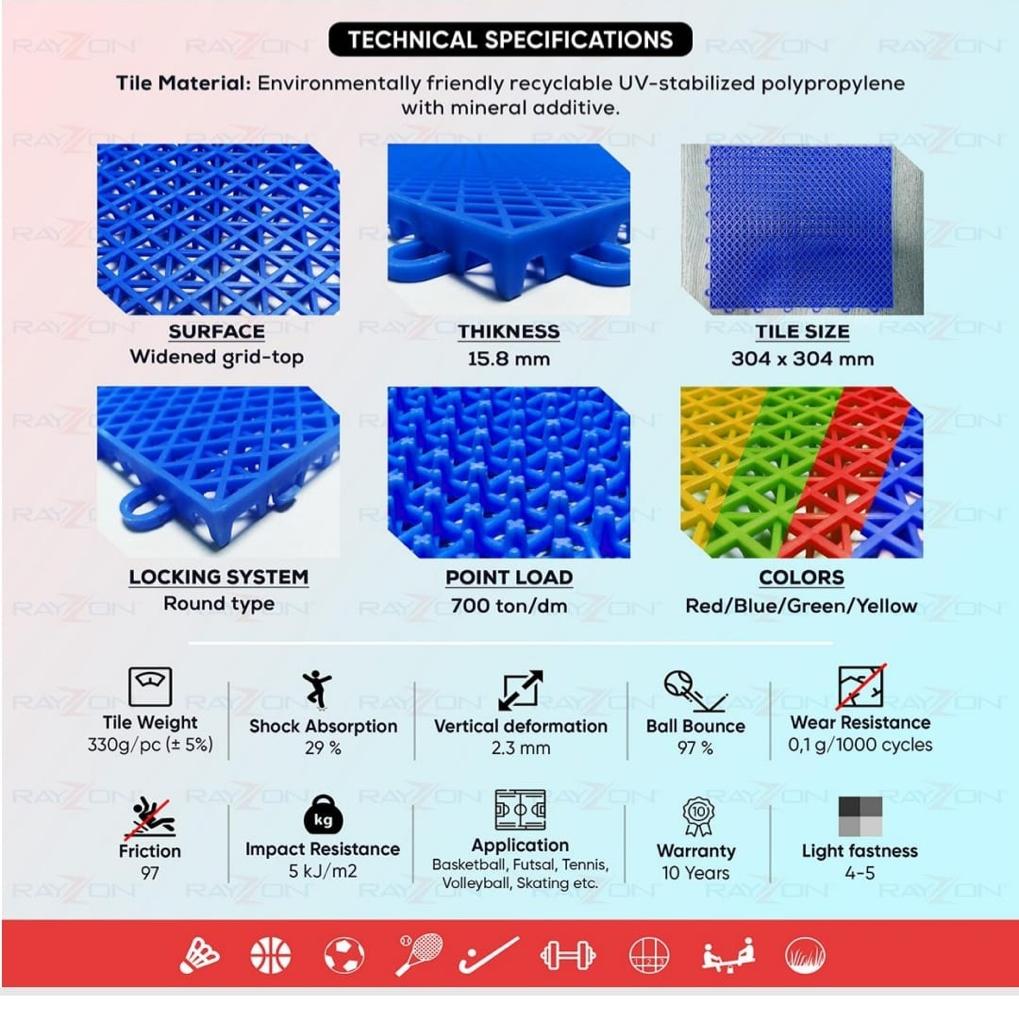 TECHNICAL SPECIFICATIONS
Tile Material: Environmentally friendly recyclable UV-stabilized polypropylene
with mineral additive.
SURFACE
Widened grid-top
THIKNESS
15.8 mm
TILE SIZE
304 x 304 mm
LOCKING SYSTEM
Round type
POINT LOAD
700 ton/dm
COLORS
Red/Blue/Green/Yellow
Tile Weight
330g/pc (± 5%)
Shock Absorption
29 %
Vertical deformation
2.3 mm
Ball Bounce
97 %
Wear Resistance
0,1 g/1000 cycles
Friction
97
kg
Impact Resistance
5 kJ/m2
Application
Basketball, Futsal, Tennis,
Volleyball, Skating etc.
10
Warranty
10 Years
Light fastness
4-5
1 2 3
RAYZON